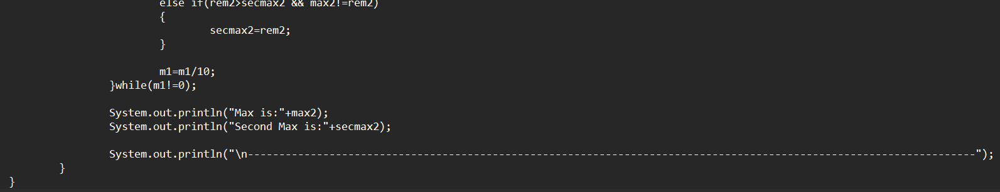 else if(rem2>secmax2 && max2!=rem2)
{
secmax2=rem2;
}
m1=m1/10;
}while(m1!=0);
System.out.println("Max is:"+max2);
System.out.println("Second Max is:"+secmax2);
System.out.println("\n--------------------------------------------------------------------------------------------------------------------");
}
}